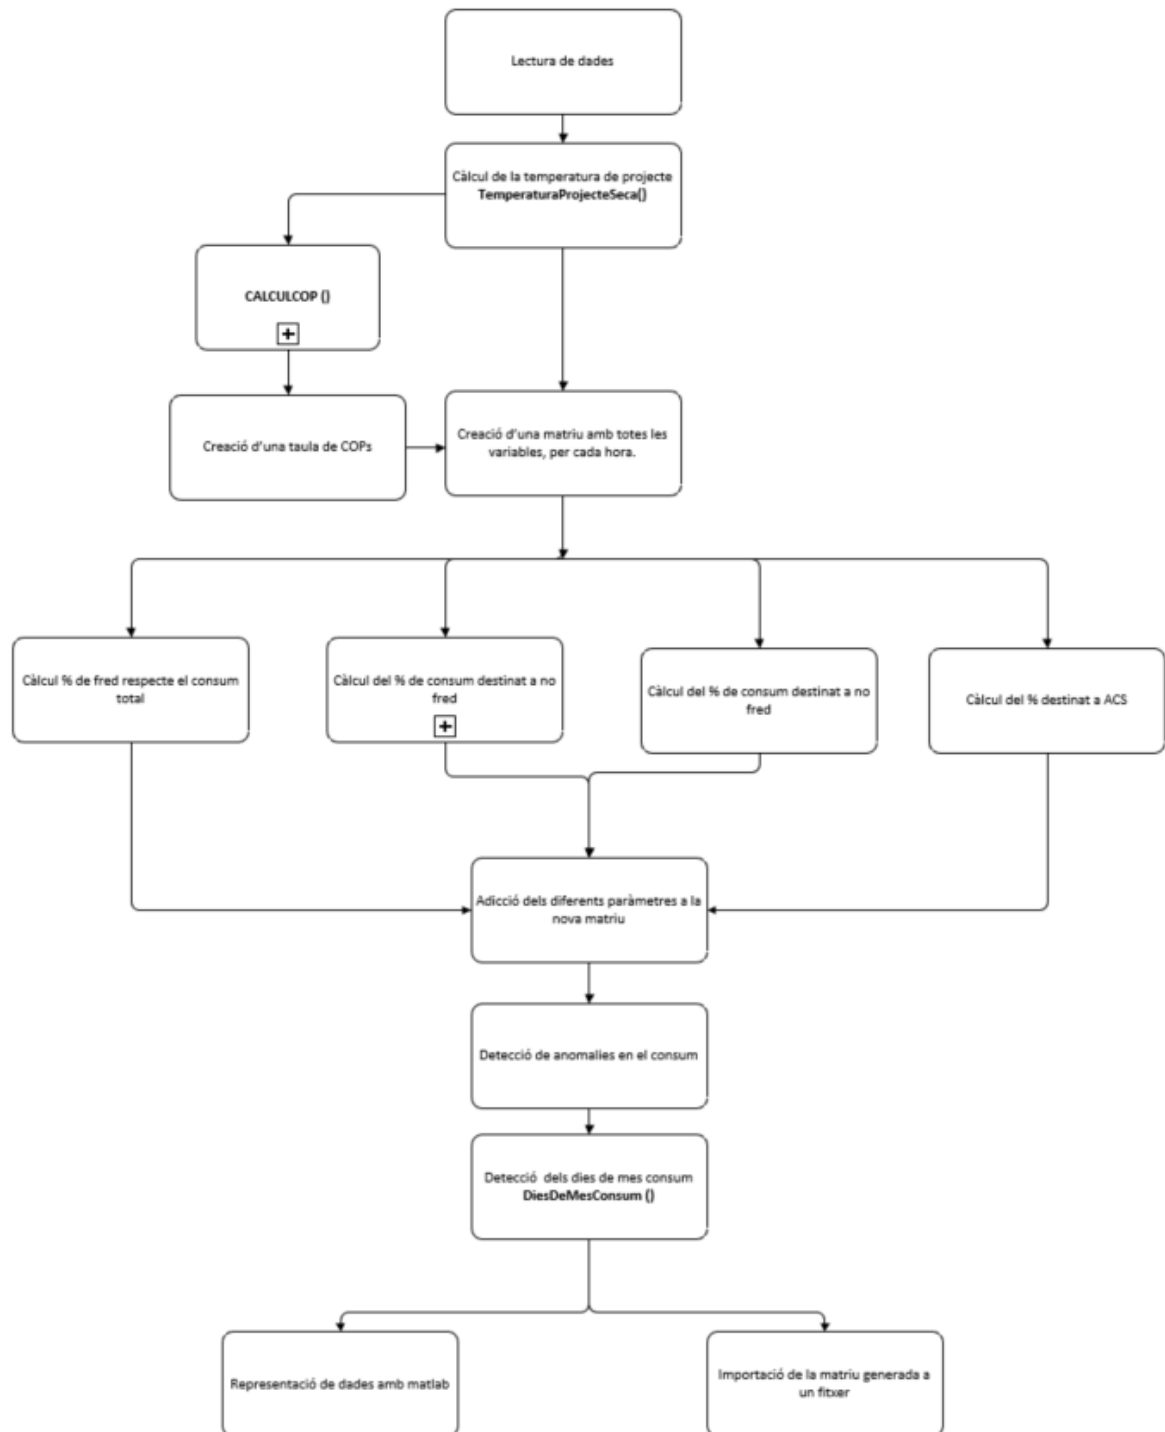 Lectura de dades
Càlcul de la temperatura de projecte
TemperaturaProjecteSeca()
CALCULCOP ()
Creació d'una taula de COPs
Creació d'una matriu amb totes les
variables, per cada hora.
Càlcul % de fred respecte el consum
total
Càlcul del % de consum destinat a no
fred
Càlcul del % de consum destinat a no
fred
Càlcul del % destinat a ACS
Adicció dels diferents paràmetres a la
nova matriu
Detecció de anomalies en el consum
Detecció dels dies de mes consum
DiesDeMesConsum ()
Representació de dades amb matlab
Importació de la matriu generada a
un fitxer